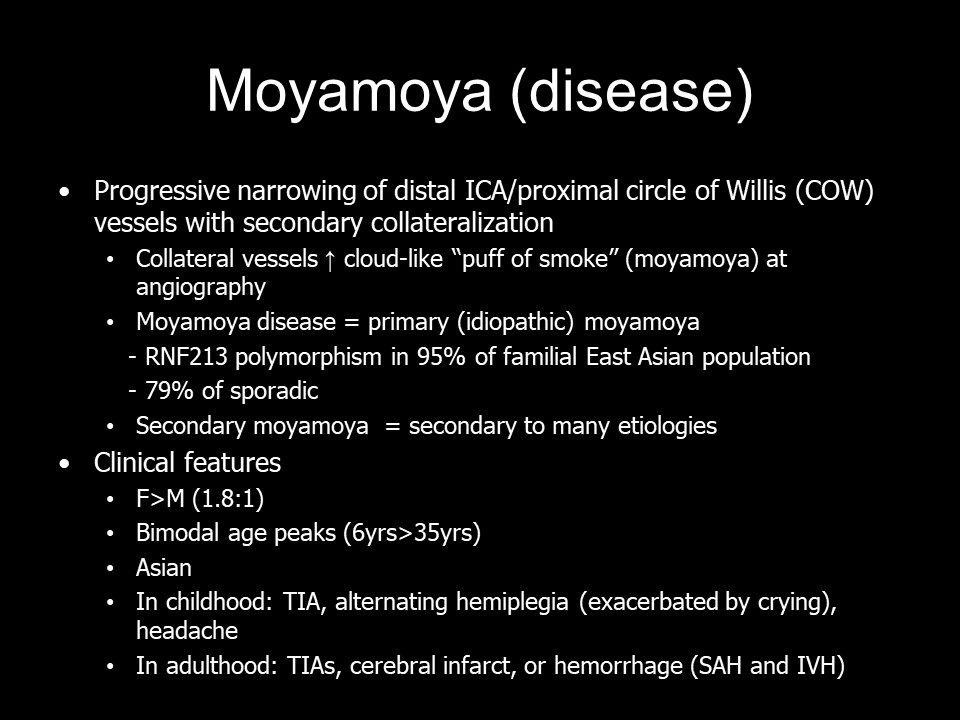 Moyamoya (disease)
• Progressive narrowing of distal ICA/proximal circle of Willis (COW)
vessels with secondary collateralization
• Collateral vessels ↑ cloud-like “puff of smoke” (moyamoya) at
angiography
• Moyamoya disease = primary (idiopathic) moyamoya
- RNF213 polymorphism in 95% of familial East Asian population
- 79% of sporadic
• Secondary moyamoya = secondary to many etiologies
• Clinical features
• F>M (1.8:1)
• Bimodal age peaks (6yrs>35yrs)
• Asian
• In childhood: TIA, alternating hemiplegia (exacerbated by crying),
headache
• In adulthood: TIAs, cerebral infarct, or hemorrhage (SAH and IVH)